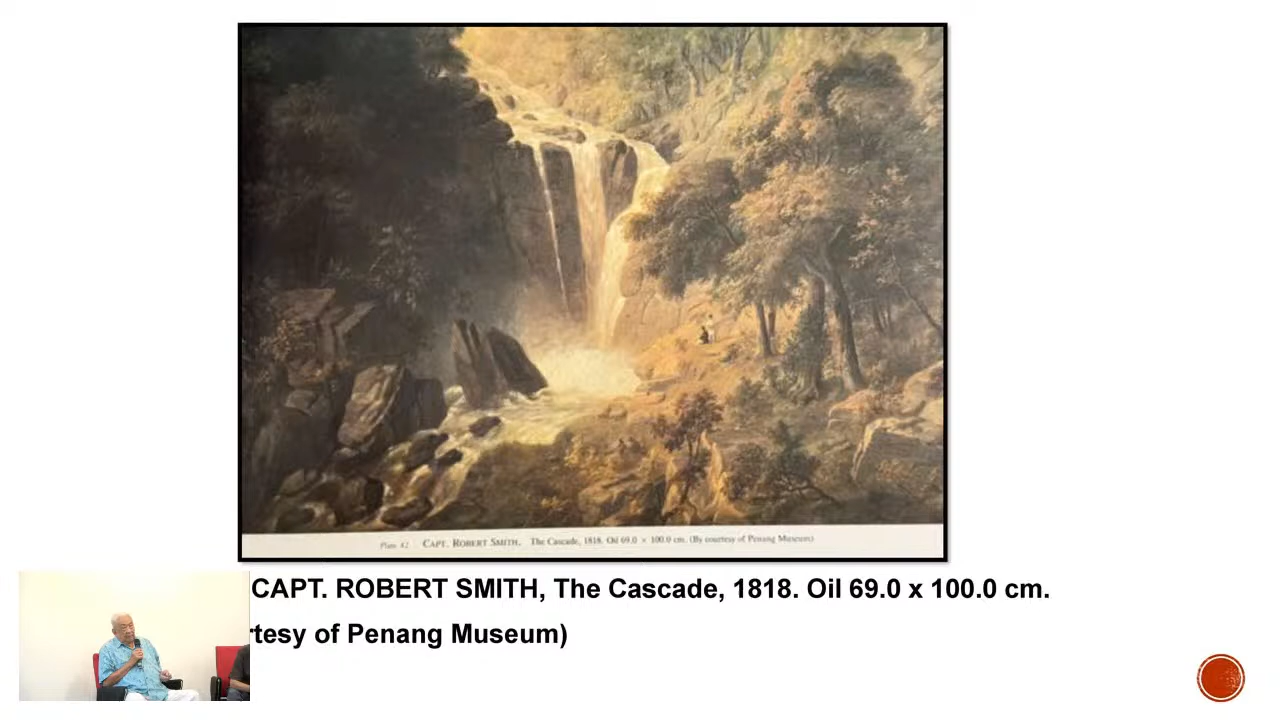 Plate 42 CAPT. ROBERT SMITH. The Cascade, 1818. Oil 69.0 x 100.0 cm. (By courtesy of Penang Museum)
CAPT. ROBERT SMITH, The Cascade, 1818. Oil 69.0 x 100.0 cm.
rtesy of Penang Museum)